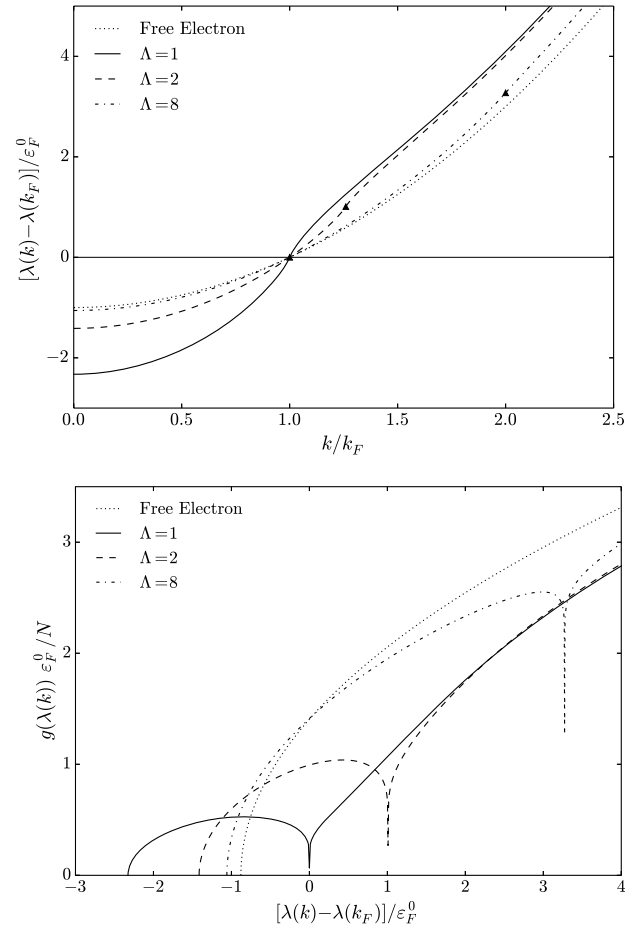 4
2
0
−2
[λ(k)−λ(k_F)]/ε_F^0
Free Electron
Λ=1
Λ=2
Λ=8
0.0 0.5 1.0 1.5 2.0 2.5
k/k_F
3
2
1
0
g(λ(k)) ε_F^0/N
Free Electron
Λ=1
Λ=2
Λ=8
−3 −2 −1 0 1 2 3 4
[λ(k)−λ(k_F)]/ε_F^0